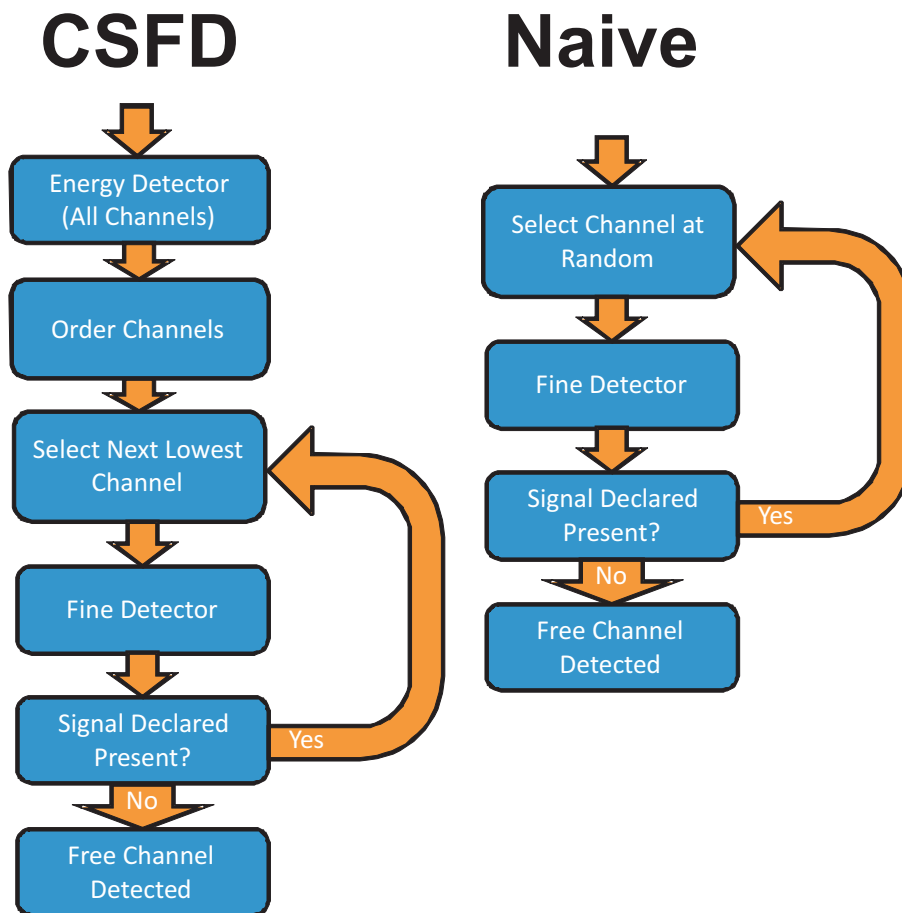 CSFD
Energy Detector
(All Channels)
Order Channels
Select Next Lowest
Channel
Fine Detector
Signal Declared
Present?
Yes
No
Free Channel
Detected
Naive
Select Channel at
Random
Fine Detector
Signal Declared
Present?
Yes
No
Free Channel
Detected